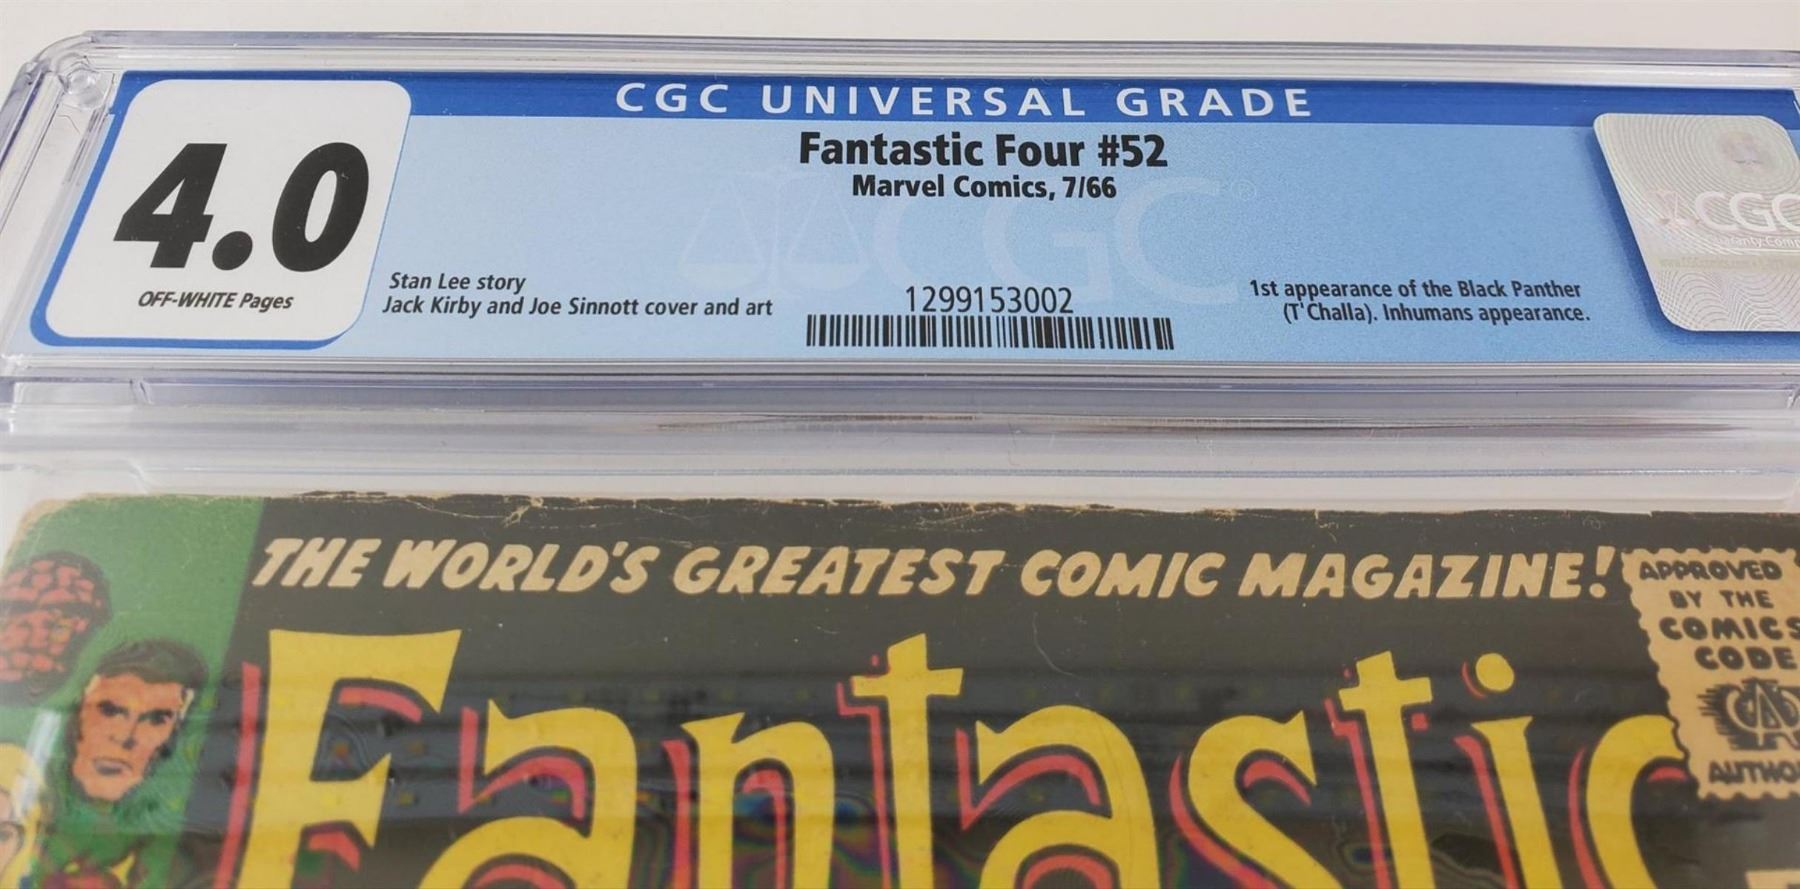 CGC UNIVERSAL GRADE
4.0
OFF-WHITE Pages
Fantastic Four #52
Marvel Comics, 7/66
Stan Lee story
Jack Kirby and Joe Sinnott cover and art
CGC
1299153002
1st appearance of the Black Panther
(T'Challa). Inhumans appearance.
CGC
THE WORLD'S GREATEST COMIC MAGAZINE!
APPROVED
BY THE
COMICS
CODE
Fantastic